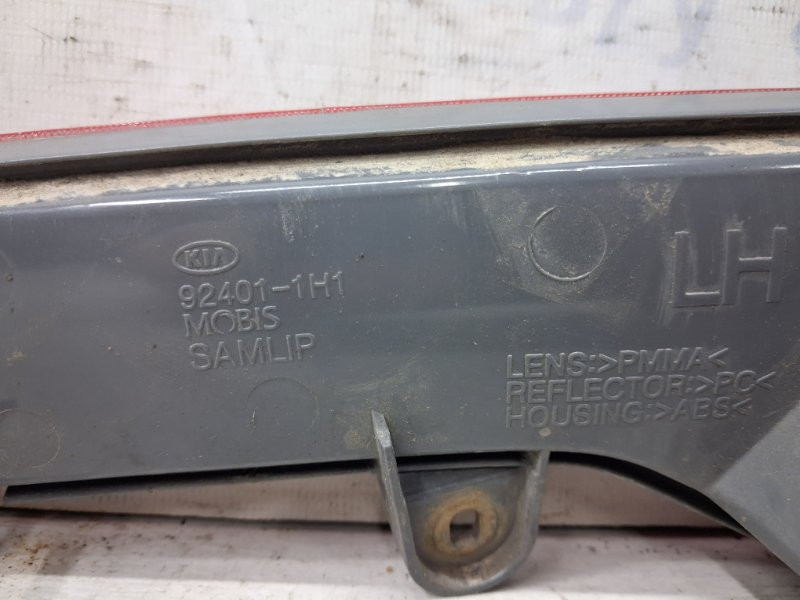 KIA
92401-1H1
MOBIS
SAMLIP
LH
LENS:>PMMA<
REFLECTOR:>PC<
HOUSING:>ABS<